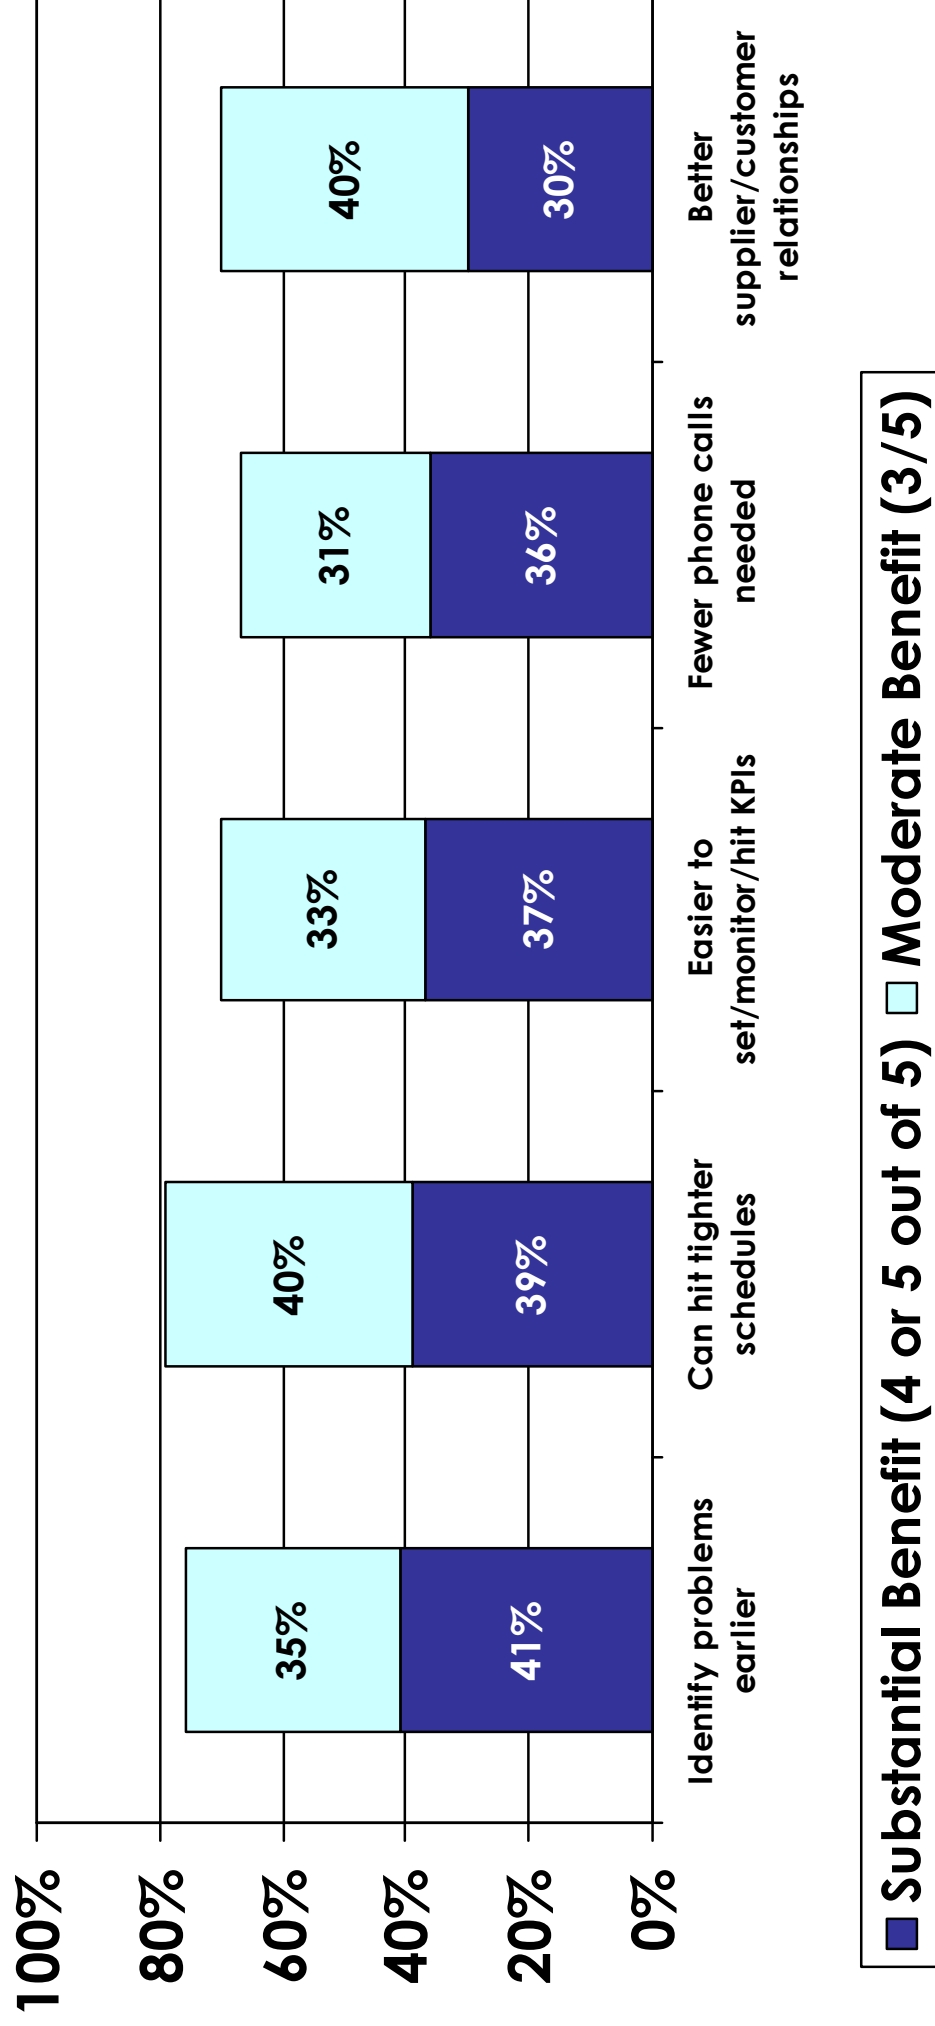 100%
80%
60%
40%
20%
0%
35%
41%
40%
39%
33%
37%
31%
36%
40%
30%
Identify problems
earlier
Can hit tighter
schedules
Easier to
set/monitor/hit KPIs
Fewer phone calls
needed
Better
supplier/customer
relationships
Substantial Benefit (4 or 5 out of 5) Moderate Benefit (3/5)